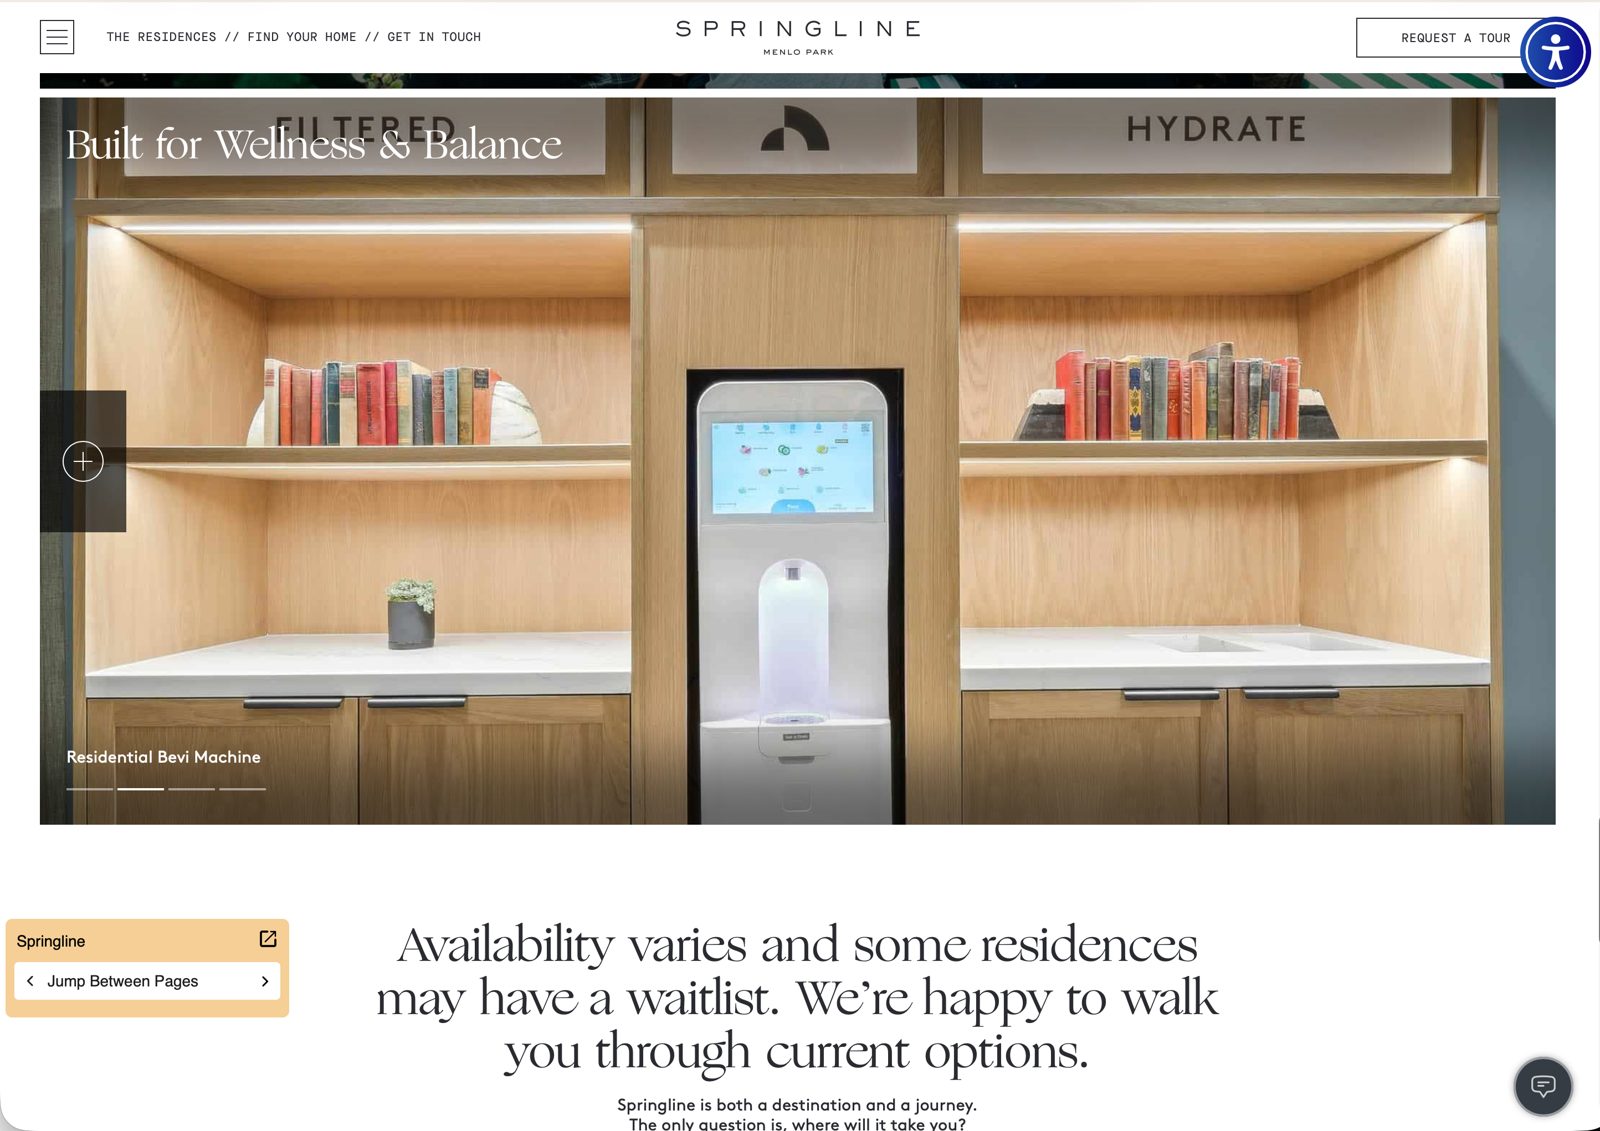 THE RESIDENCES // FIND YOUR HOME // GET IN TOUCH
SPRINGLINE
MENLO PARK
REQUEST A TOUR
FILTERED
HYDRATE
Built for Wellness & Balance
Residential Bevi Machine
Springline
Jump Between Pages
Availability varies and some residences
may have a waitlist. We’re happy to walk
you through current options.
Springline is both a destination and a journey.
The only question is, where will it take you?